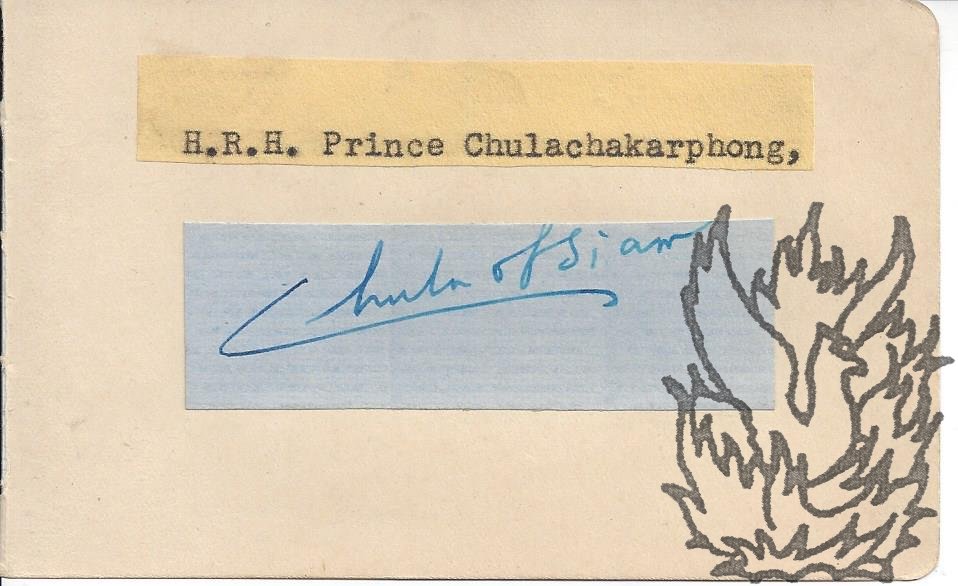 H.R.H. Prince Chulachakarphong,
Chula of Siam